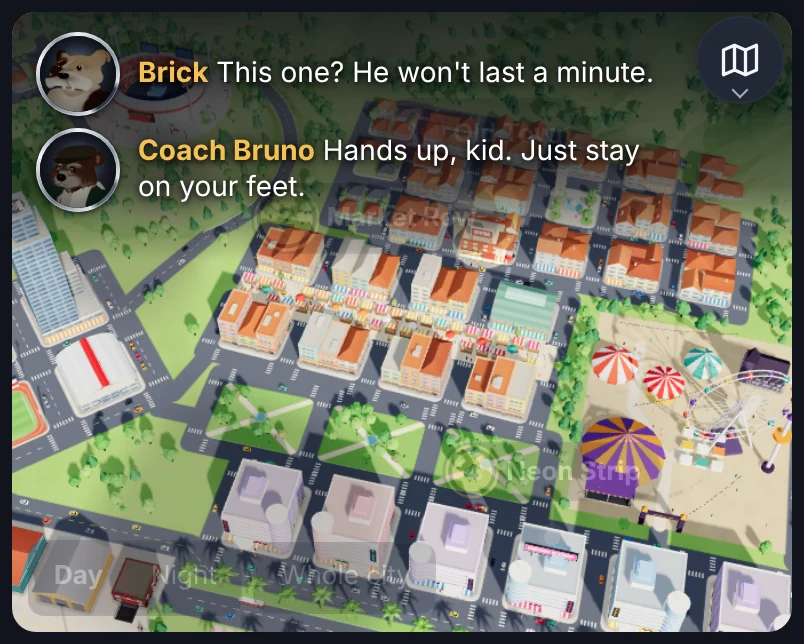 Brick This one? He won't last a minute.
Coach Bruno Hands up, kid. Just stay
on your feet.
Market Row
Neon Strip
Day Night Whole city